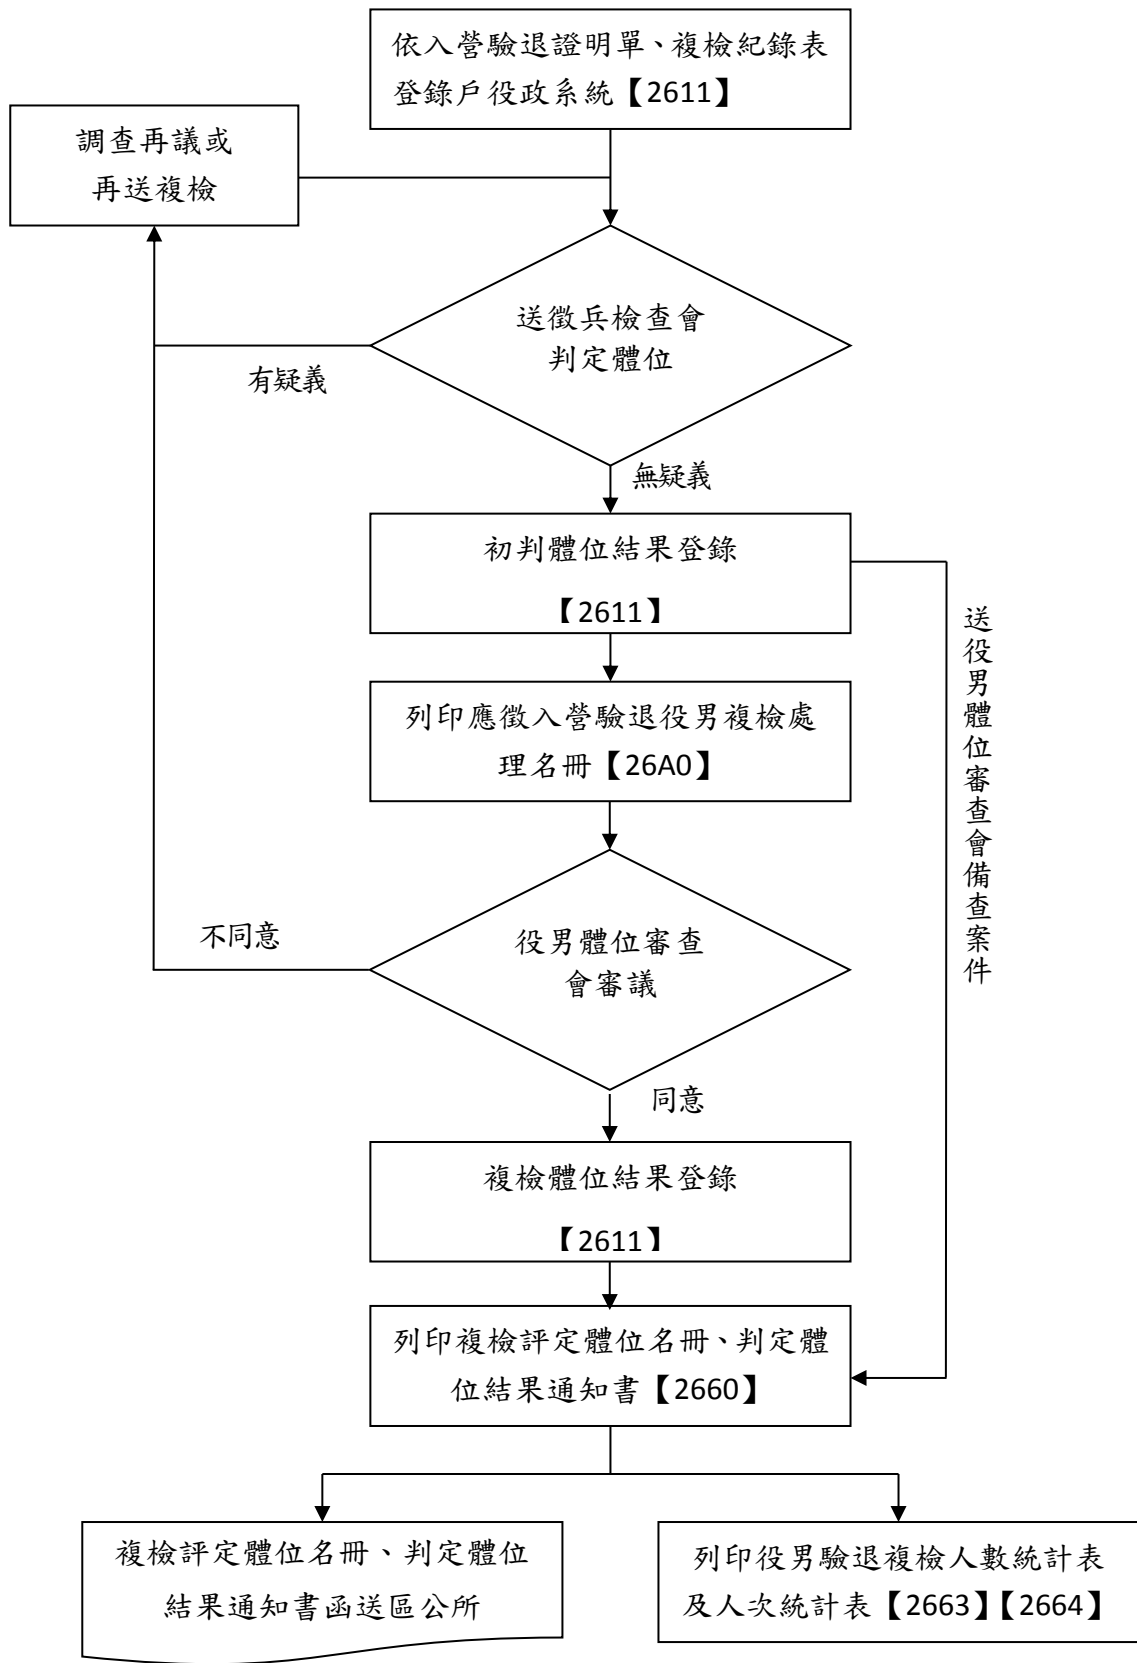 依入營驗退證明單、複檢紀錄表
登錄戶役政系統【2611】
調查再議或
再送複檢
送徵兵檢查會
判定體位
有疑義
無疑義
初判體位結果登錄
【2611】
送役男體位審查會備查案件
列印應徵入營驗退役男複檢處
理名冊【26A0】
不同意
役男體位審查
會審議
同意
複檢體位結果登錄
【2611】
列印複檢評定體位名冊、判定體
位結果通知書【2660】
複檢評定體位名冊、判定體位
結果通知書函送區公所
列印役男驗退複檢人數統計表
及人次統計表【2663】【2664】